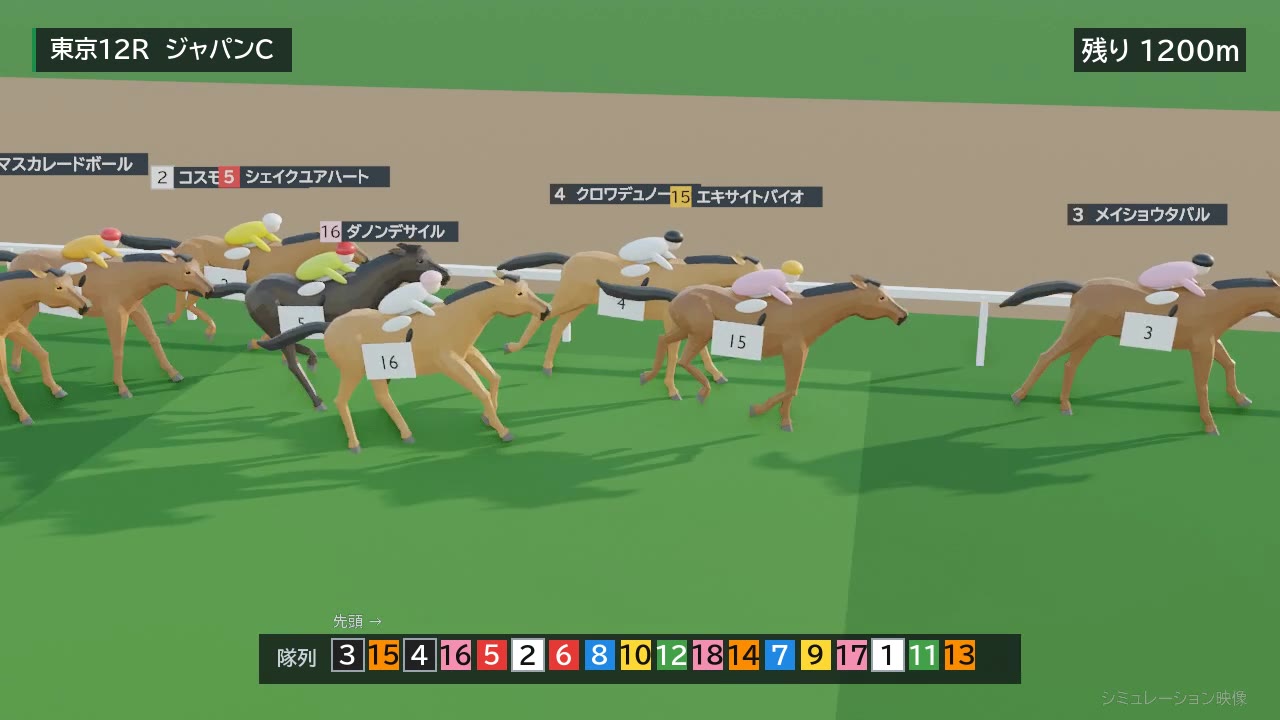 東京12R ジャパンC
残り 1200m
マスカレードボール
2 コスモ
5 シェイクユアハート
4 クロワデュノー
15 エキサイトバイオ
3 メイショウタバル
16 ダノンデサイル
5
4
15
3
16
先頭 →
隊列 3 15 4 16 5 2 6 8 10 12 18 14 7 9 17 1 11 13
シミュレーション映像